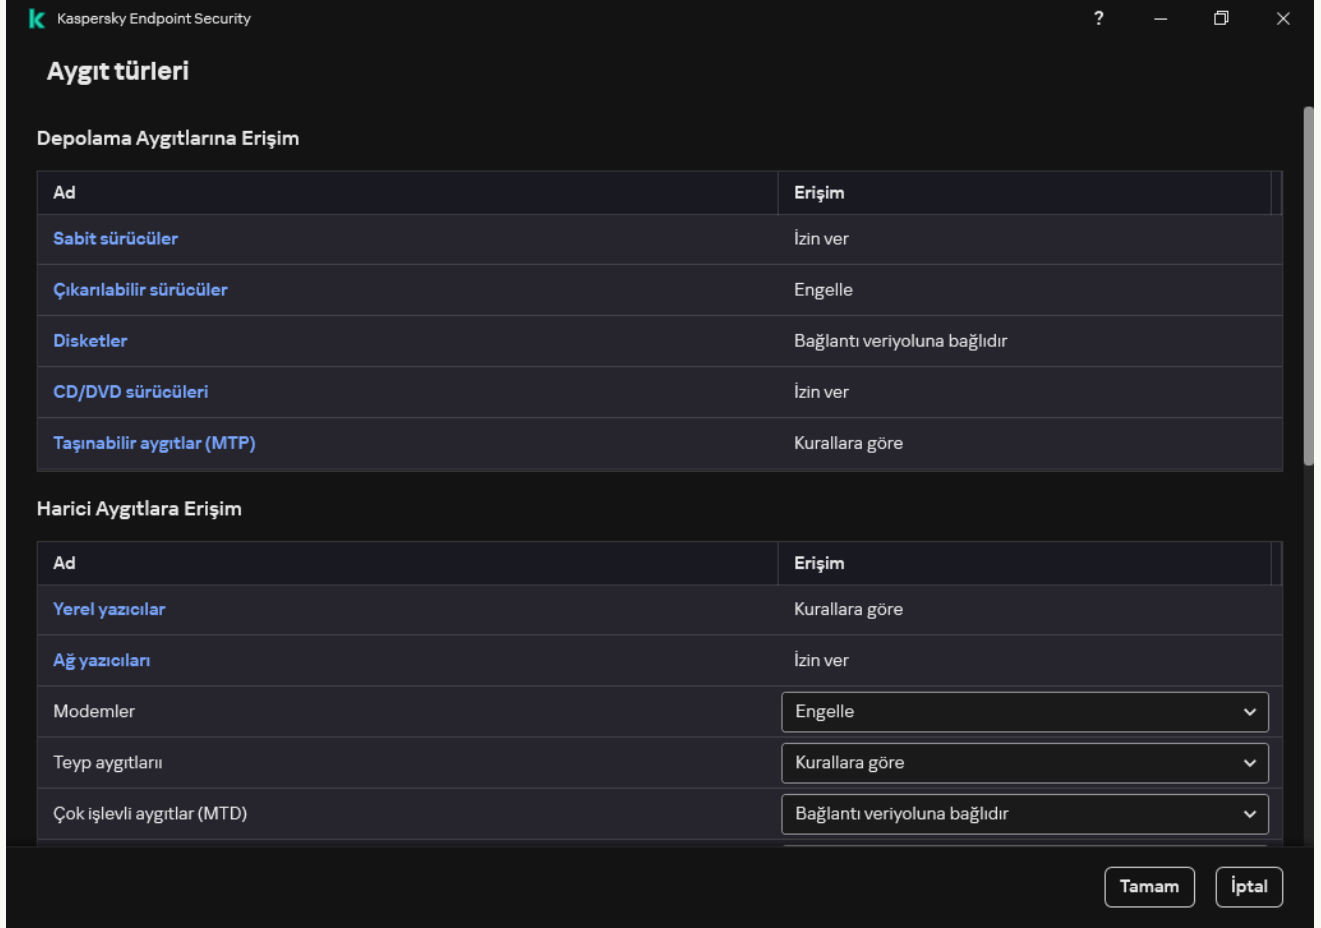 Kaspersky Endpoint Security
?
Aygıt türleri
Depolama Aygıtlarına Erişim
Ad Erişim
Sabit sürücüler İzin ver
Çıkarılabilir sürücüler Engelle
Disketler Bağlantı veriyoluna bağlıdır
CD/DVD sürücüleri İzin ver
Taşınabilir aygıtlar (MTP) Kurallara göre
Harici Aygıtlara Erişim
Ad Erişim
Yerel yazıcılar Kurallara göre
Ağ yazıcıları İzin ver
Modemler Engelle
Teyp aygıtlarıı Kurallara göre
Çok işlevli aygıtlar (MTD) Bağlantı veriyoluna bağlıdır
Tamam İptal